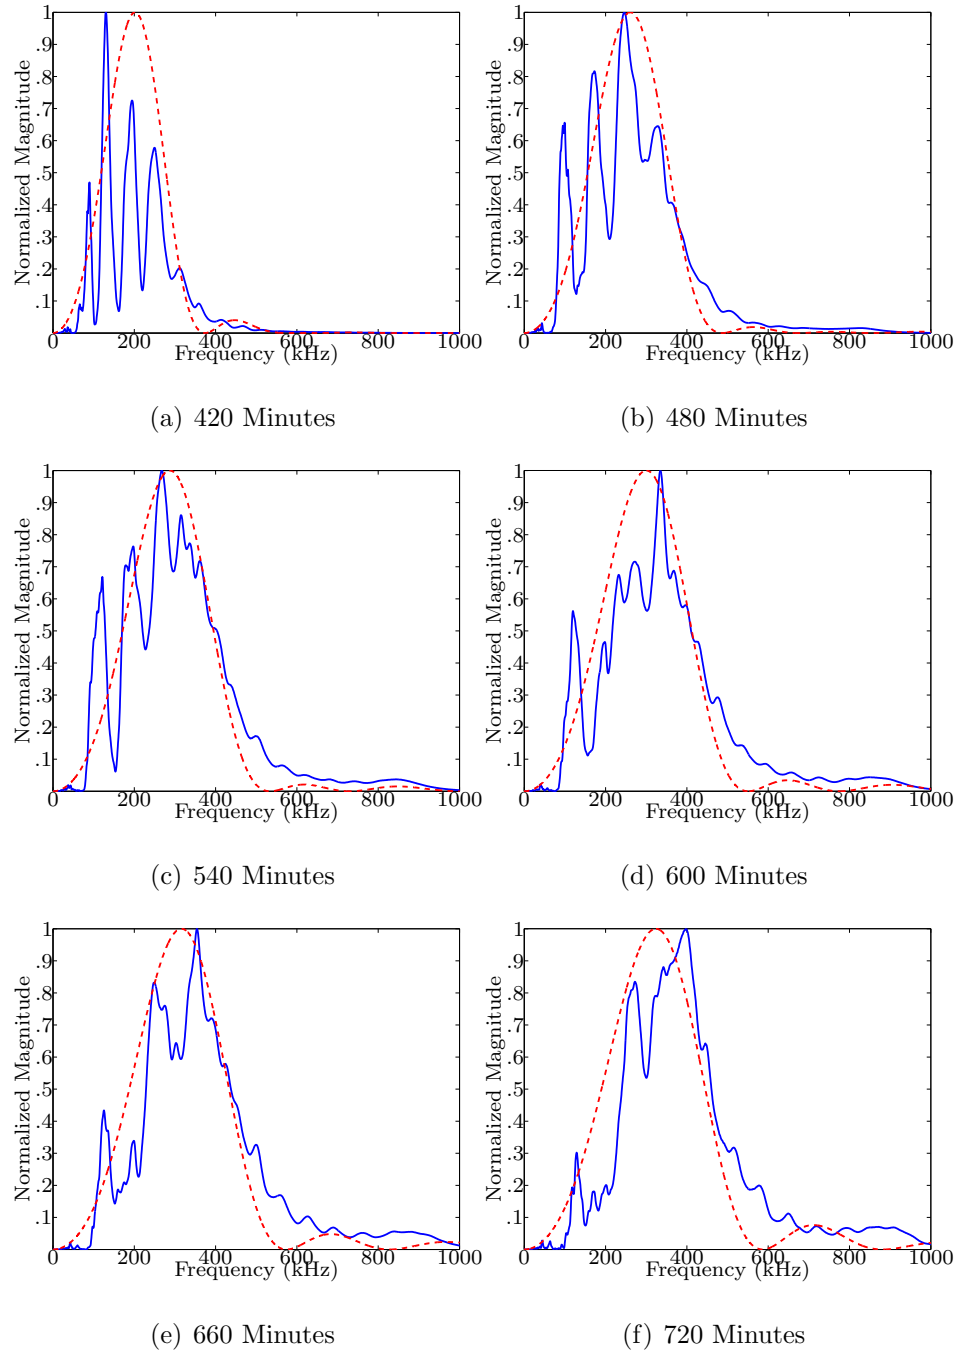 1
.9
.8
.7
.6
.5
.4
.3
.2
.1
Normalized Magnitude
0 200 400 600 800 1000
Frequency (kHz)
(a) 420 Minutes
1
.9
.8
.7
.6
.5
.4
.3
.2
.1
Normalized Magnitude
0 200 400 600 800 1000
Frequency (kHz)
(b) 480 Minutes
1
.9
.8
.7
.6
.5
.4
.3
.2
.1
Normalized Magnitude
0 200 400 600 800 1000
Frequency (kHz)
(c) 540 Minutes
1
.9
.8
.7
.6
.5
.4
.3
.2
.1
Normalized Magnitude
0 200 400 600 800 1000
Frequency (kHz)
(d) 600 Minutes
1
.9
.8
.7
.6
.5
.4
.3
.2
.1
Normalized Magnitude
0 200 400 600 800 1000
Frequency (kHz)
(e) 660 Minutes
1
.9
.8
.7
.6
.5
.4
.3
.2
.1
Normalized Magnitude
0 200 400 600 800 1000
Frequency (kHz)
(f) 720 Minutes